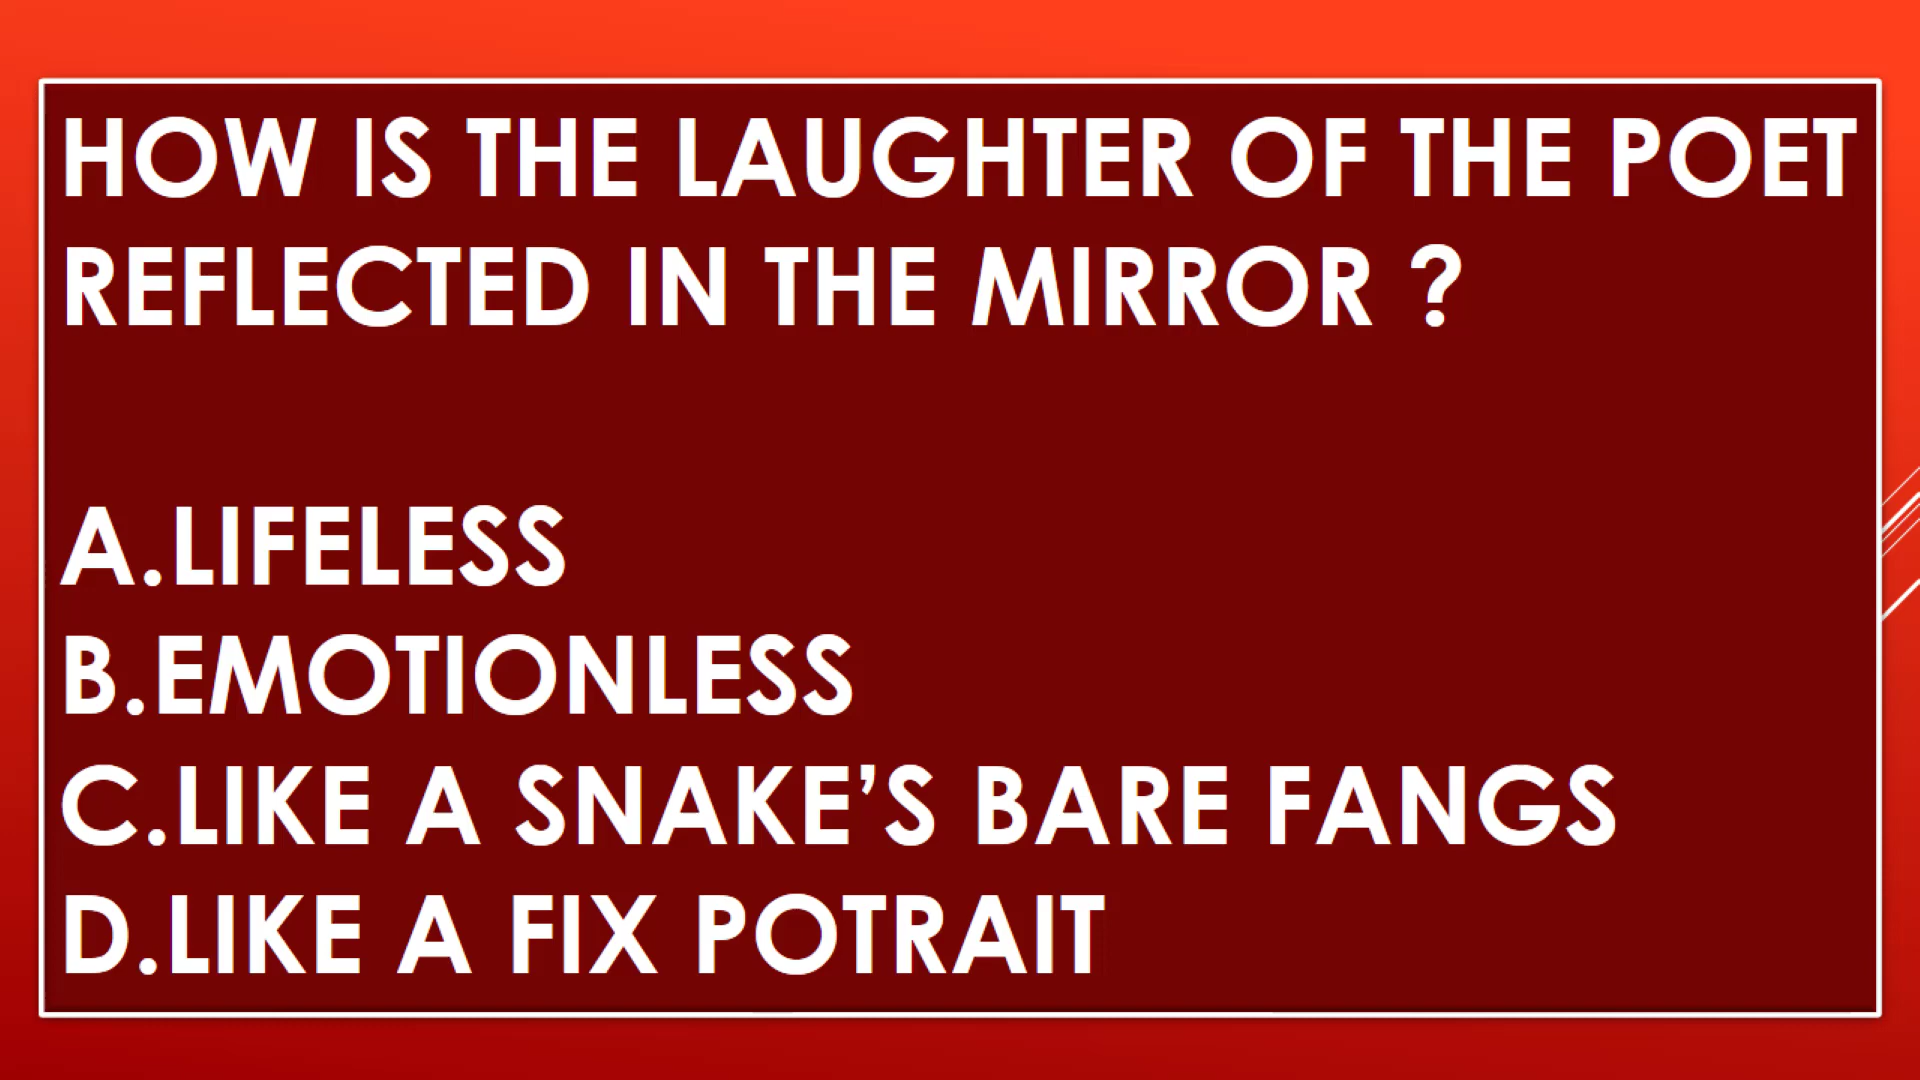 HOW IS THE LAUGHTER OF THE POET
REFLECTED IN THE MIRROR ?
A.LIFELESS
B.EMOTIONLESS
C.LIKE A SNAKE’S BARE FANGS
D.LIKE A FIX POTRAIT